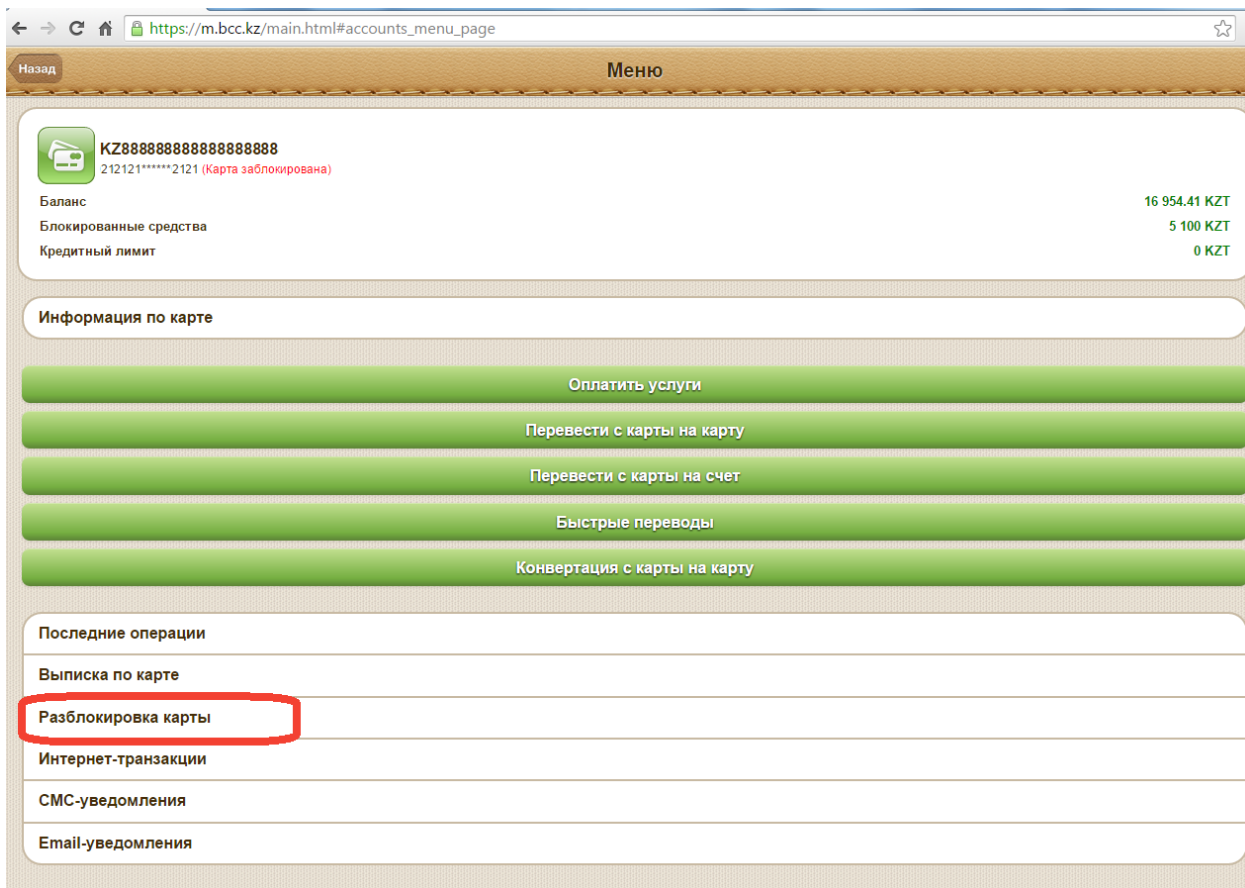 https://m.bcc.kz/main.html#accounts_menu_page
Назад
Меню
KZ888888888888888888
212121******2121 (Карта заблокирована)
Баланс 16 954.41 KZT
Блокированные средства 5 100 KZT
Кредитный лимит 0 KZT
Информация по карте
Оплатить услуги
Перевести с карты на карту
Перевести с карты на счет
Быстрые переводы
Конвертация с карты на карту
Последние операции
Выписка по карте
Разблокировка карты
Интернет-транзакции
СМС-уведомления
Email-уведомления